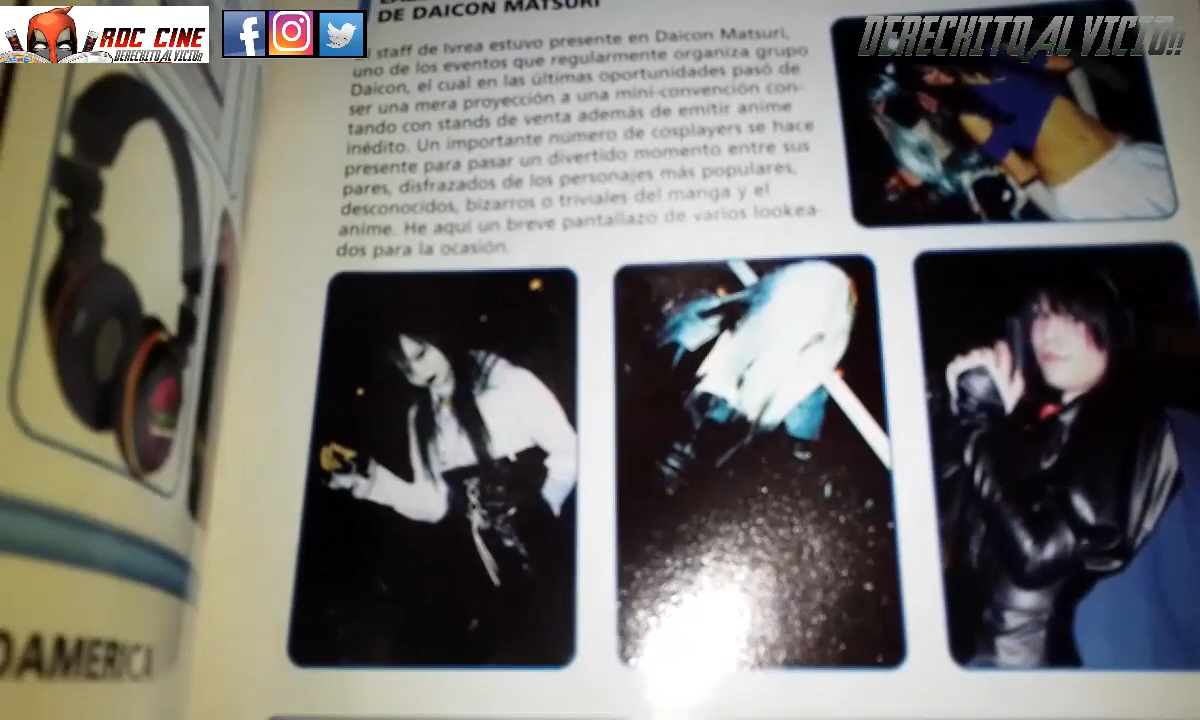 RDC CINE
DERECHITO AL VICIO!!
DERECHITO AL VICIO!!
DE DAICON MATSURI
l staff de Ivrea estuvo presente en Daicon Matsuri,
uno de los eventos que regularmente organiza grupo
Daicon, el cual en las últimas oportunidades pasó de
ser una mera proyección a una mini-convención con-
tando con stands de venta además de emitir anime
inédito. Un importante número de cosplayers se hace
presente para pasar un divertido momento entre sus
pares, disfrazados de los personajes más populares,
desconocidos, bizarros o triviales del manga y el
anime. He aquí un breve pantallazo de varios lookea-
dos para la ocasión.
OAMERICA